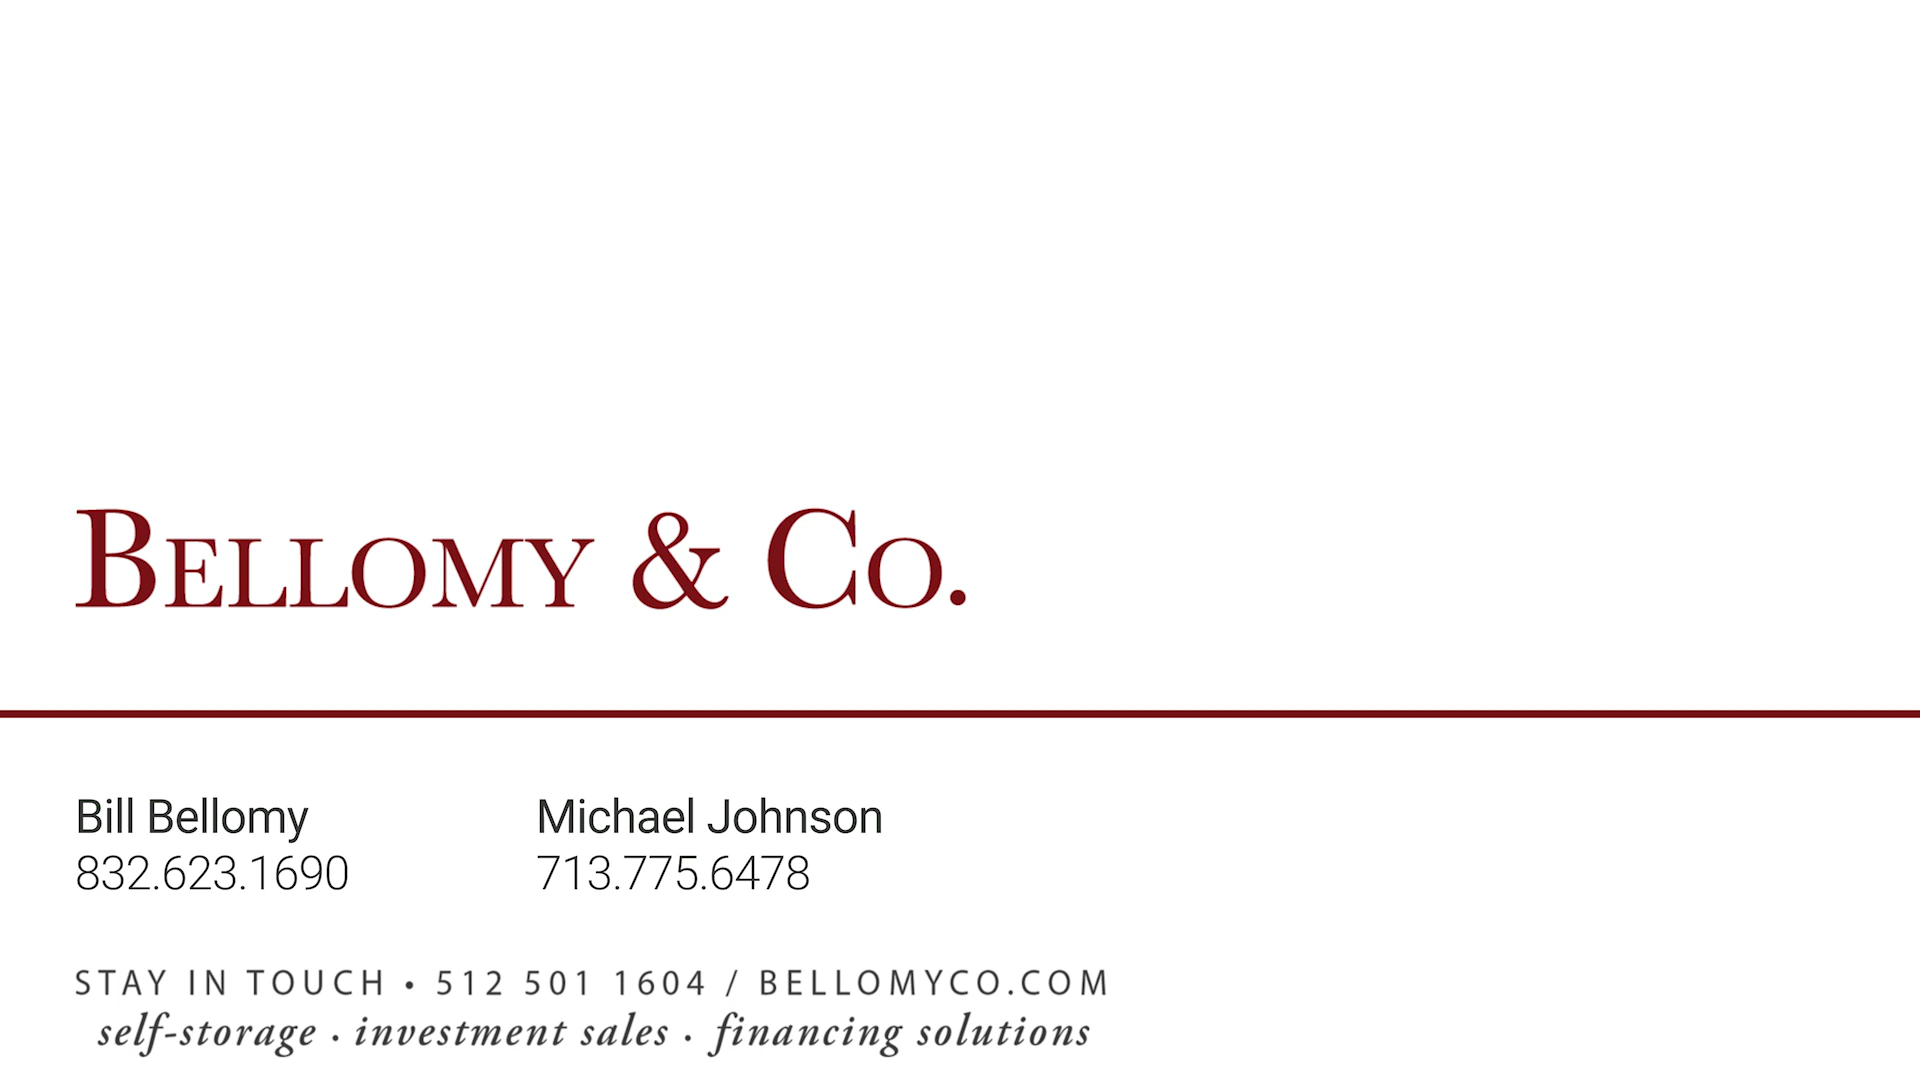 BELLOMY & CO.
Bill Bellomy Michael Johnson
832.623.1690 713.775.6478
STAY IN TOUCH • 512 501 1604 / BELLOMYCO.COM
self-storage · investment sales · financing solutions